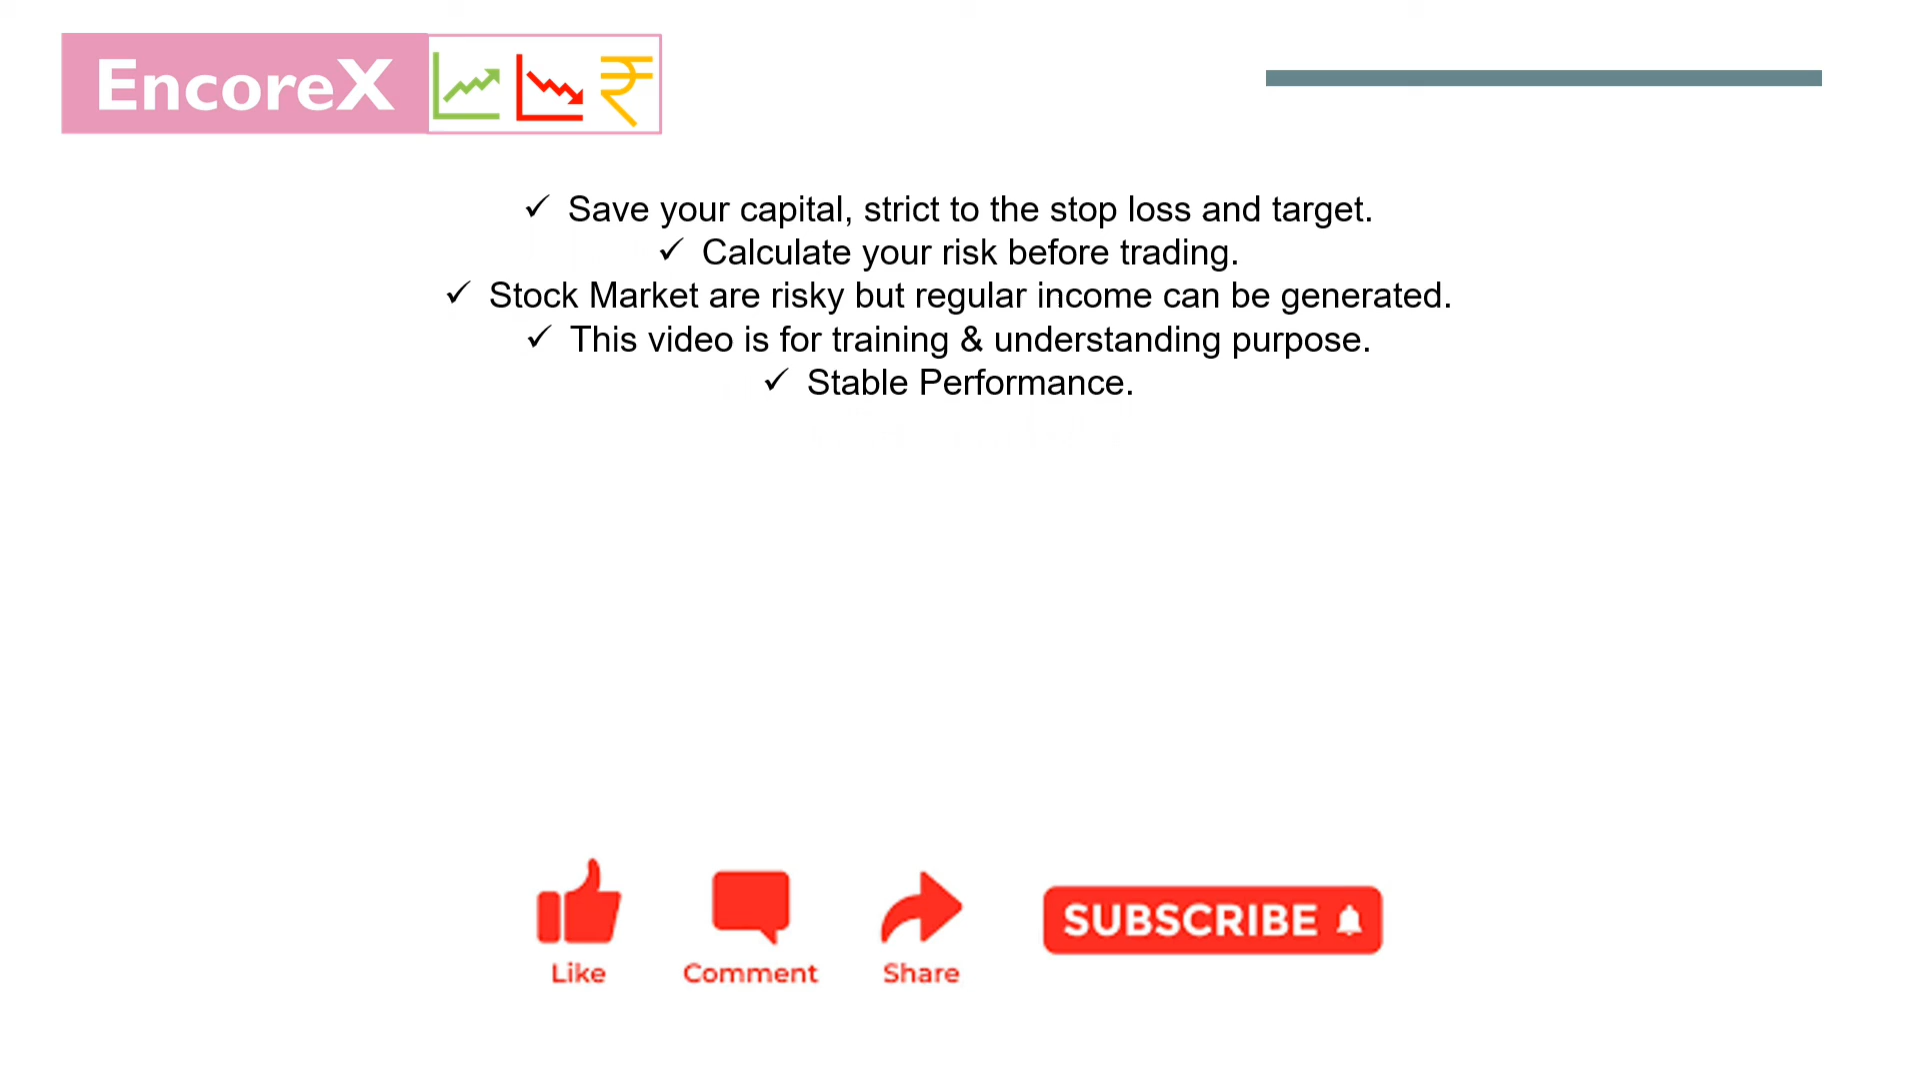 EncoreX ₹
✓ Save your capital, strict to the stop loss and target.
✓ Calculate your risk before trading.
✓ Stock Market are risky but regular income can be generated.
✓ This video is for training & understanding purpose.
✓ Stable Performance.
Like Comment Share SUBSCRIBE